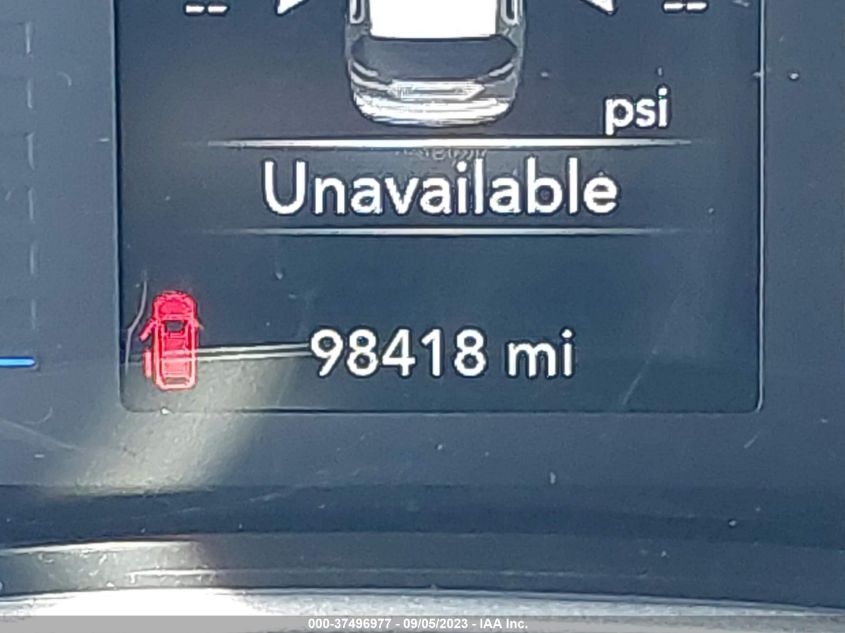 -- --
psi
Unavailable
98418 mi
000-37496977 - 09/05/2023 - IAA Inc.